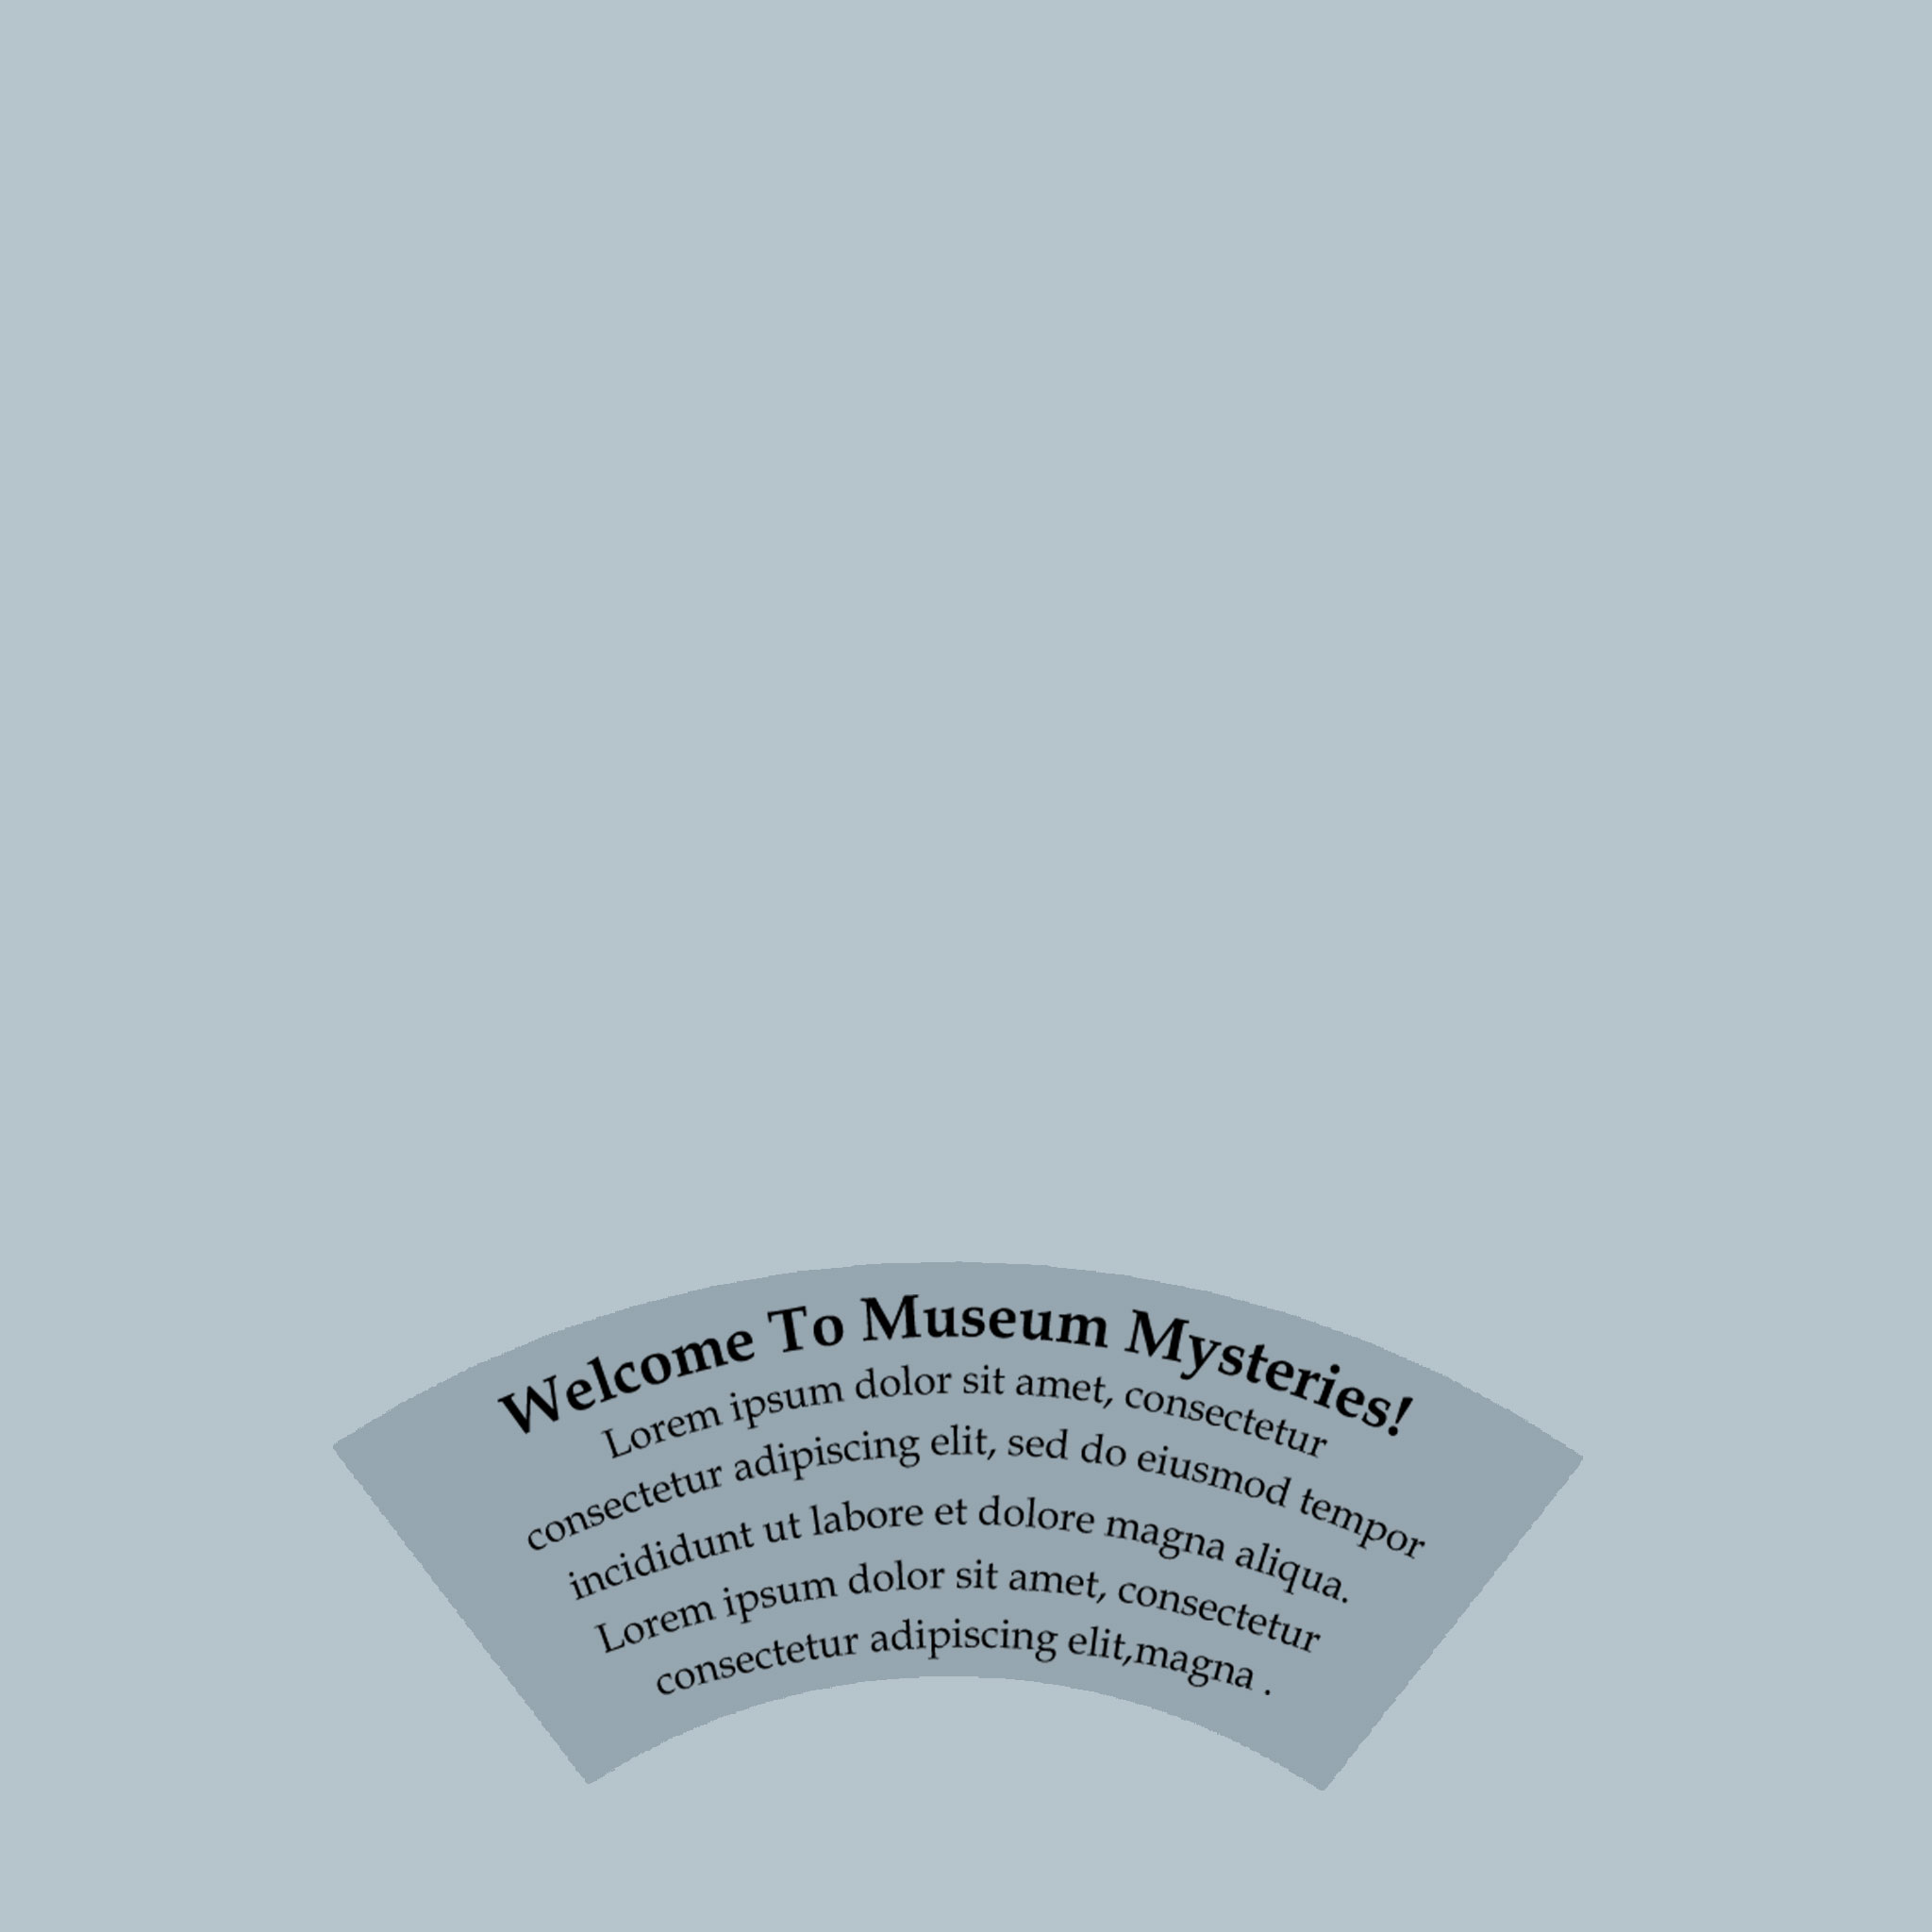 Welcome To Museum Mysteries!
Lorem ipsum dolor sit amet, consectetur
consectetur adipiscing elit, sed do eiusmod tempor
incididunt ut labore et dolore magna aliqua.
Lorem ipsum dolor sit amet, consectetur
consectetur adipiscing elit,magna .